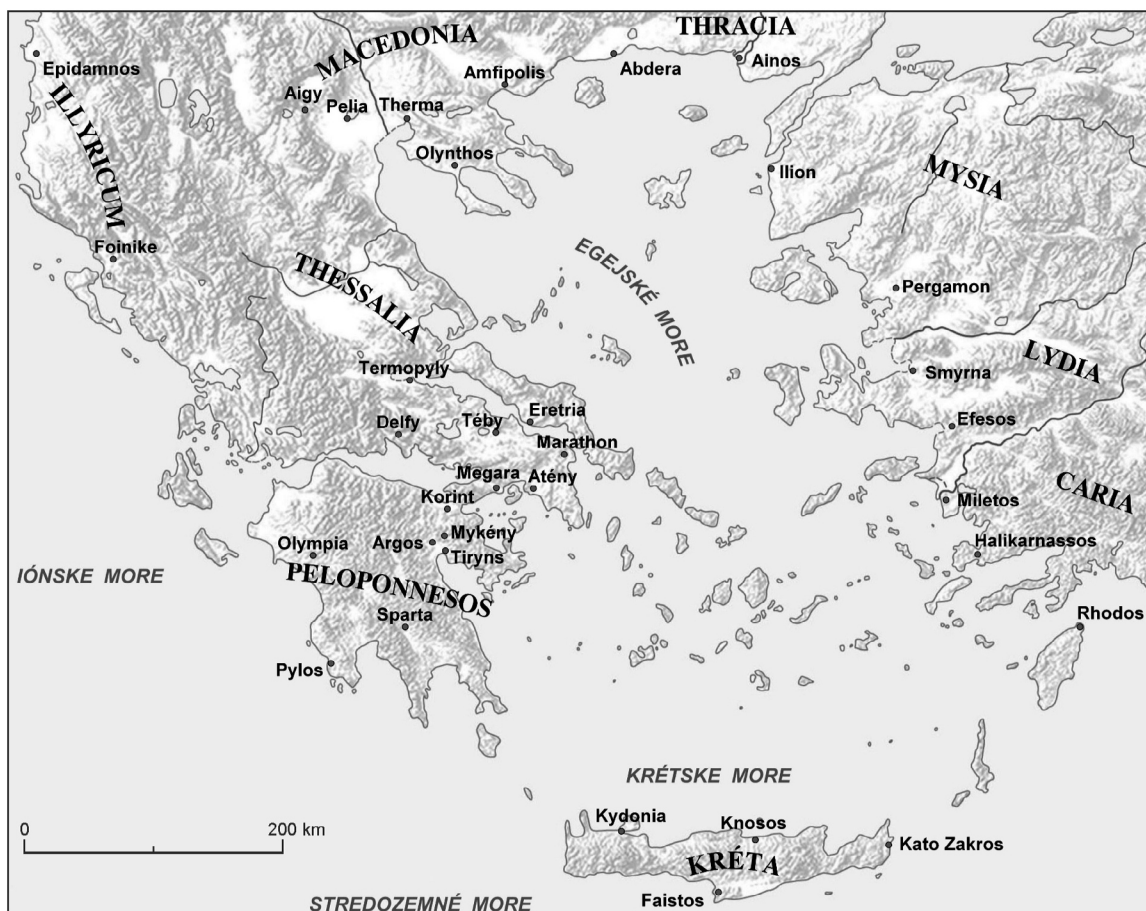 THRACIA
MACEDONIA
Epidamnos
Amfipolis
Abdera
Ainos
Aigy
Pelia
Therma
ILLYRICUM
Olynthos
Ilion
MYSIA
Foinike
EGEJSKÉ MORE
THESSALIA
Pergamon
Termopyly
Smyrna
LYDIA
Delfy
Téby
Eretria
Efesos
Marathon
Megara
Atény
Korint
Miletos
CARIA
Argos
Mykény
Olympia
Tiryns
Halikarnassos
IÓNSKE MORE
PELOPONNESOS
Sparta
Rhodos
Pylos
KRÉTSKE MORE
0
200 km
Kydonia
Knosos
Kato Zakros
KRÉTA
Faistos
STREDOZEMNÉ MORE